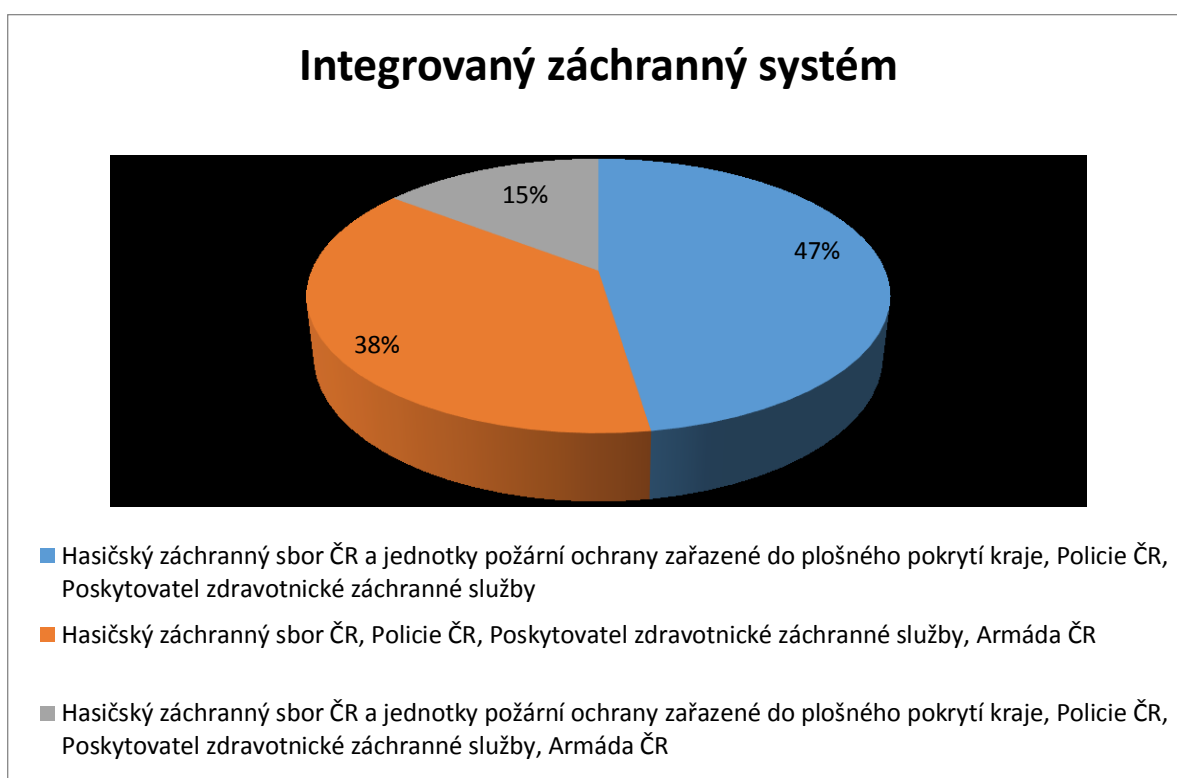 Integrovaný záchranný systém
15%
47%
38%
Hasičský záchranný sbor ČR a jednotky požární ochrany zařazené do plošného pokrytí kraje, Policie ČR,
Poskytovatel zdravotnické záchranné služby
Hasičský záchranný sbor ČR, Policie ČR, Poskytovatel zdravotnické záchranné služby, Armáda ČR
Hasičský záchranný sbor ČR a jednotky požární ochrany zařazené do plošného pokrytí kraje, Policie ČR,
Poskytovatel zdravotnické záchranné služby, Armáda ČR